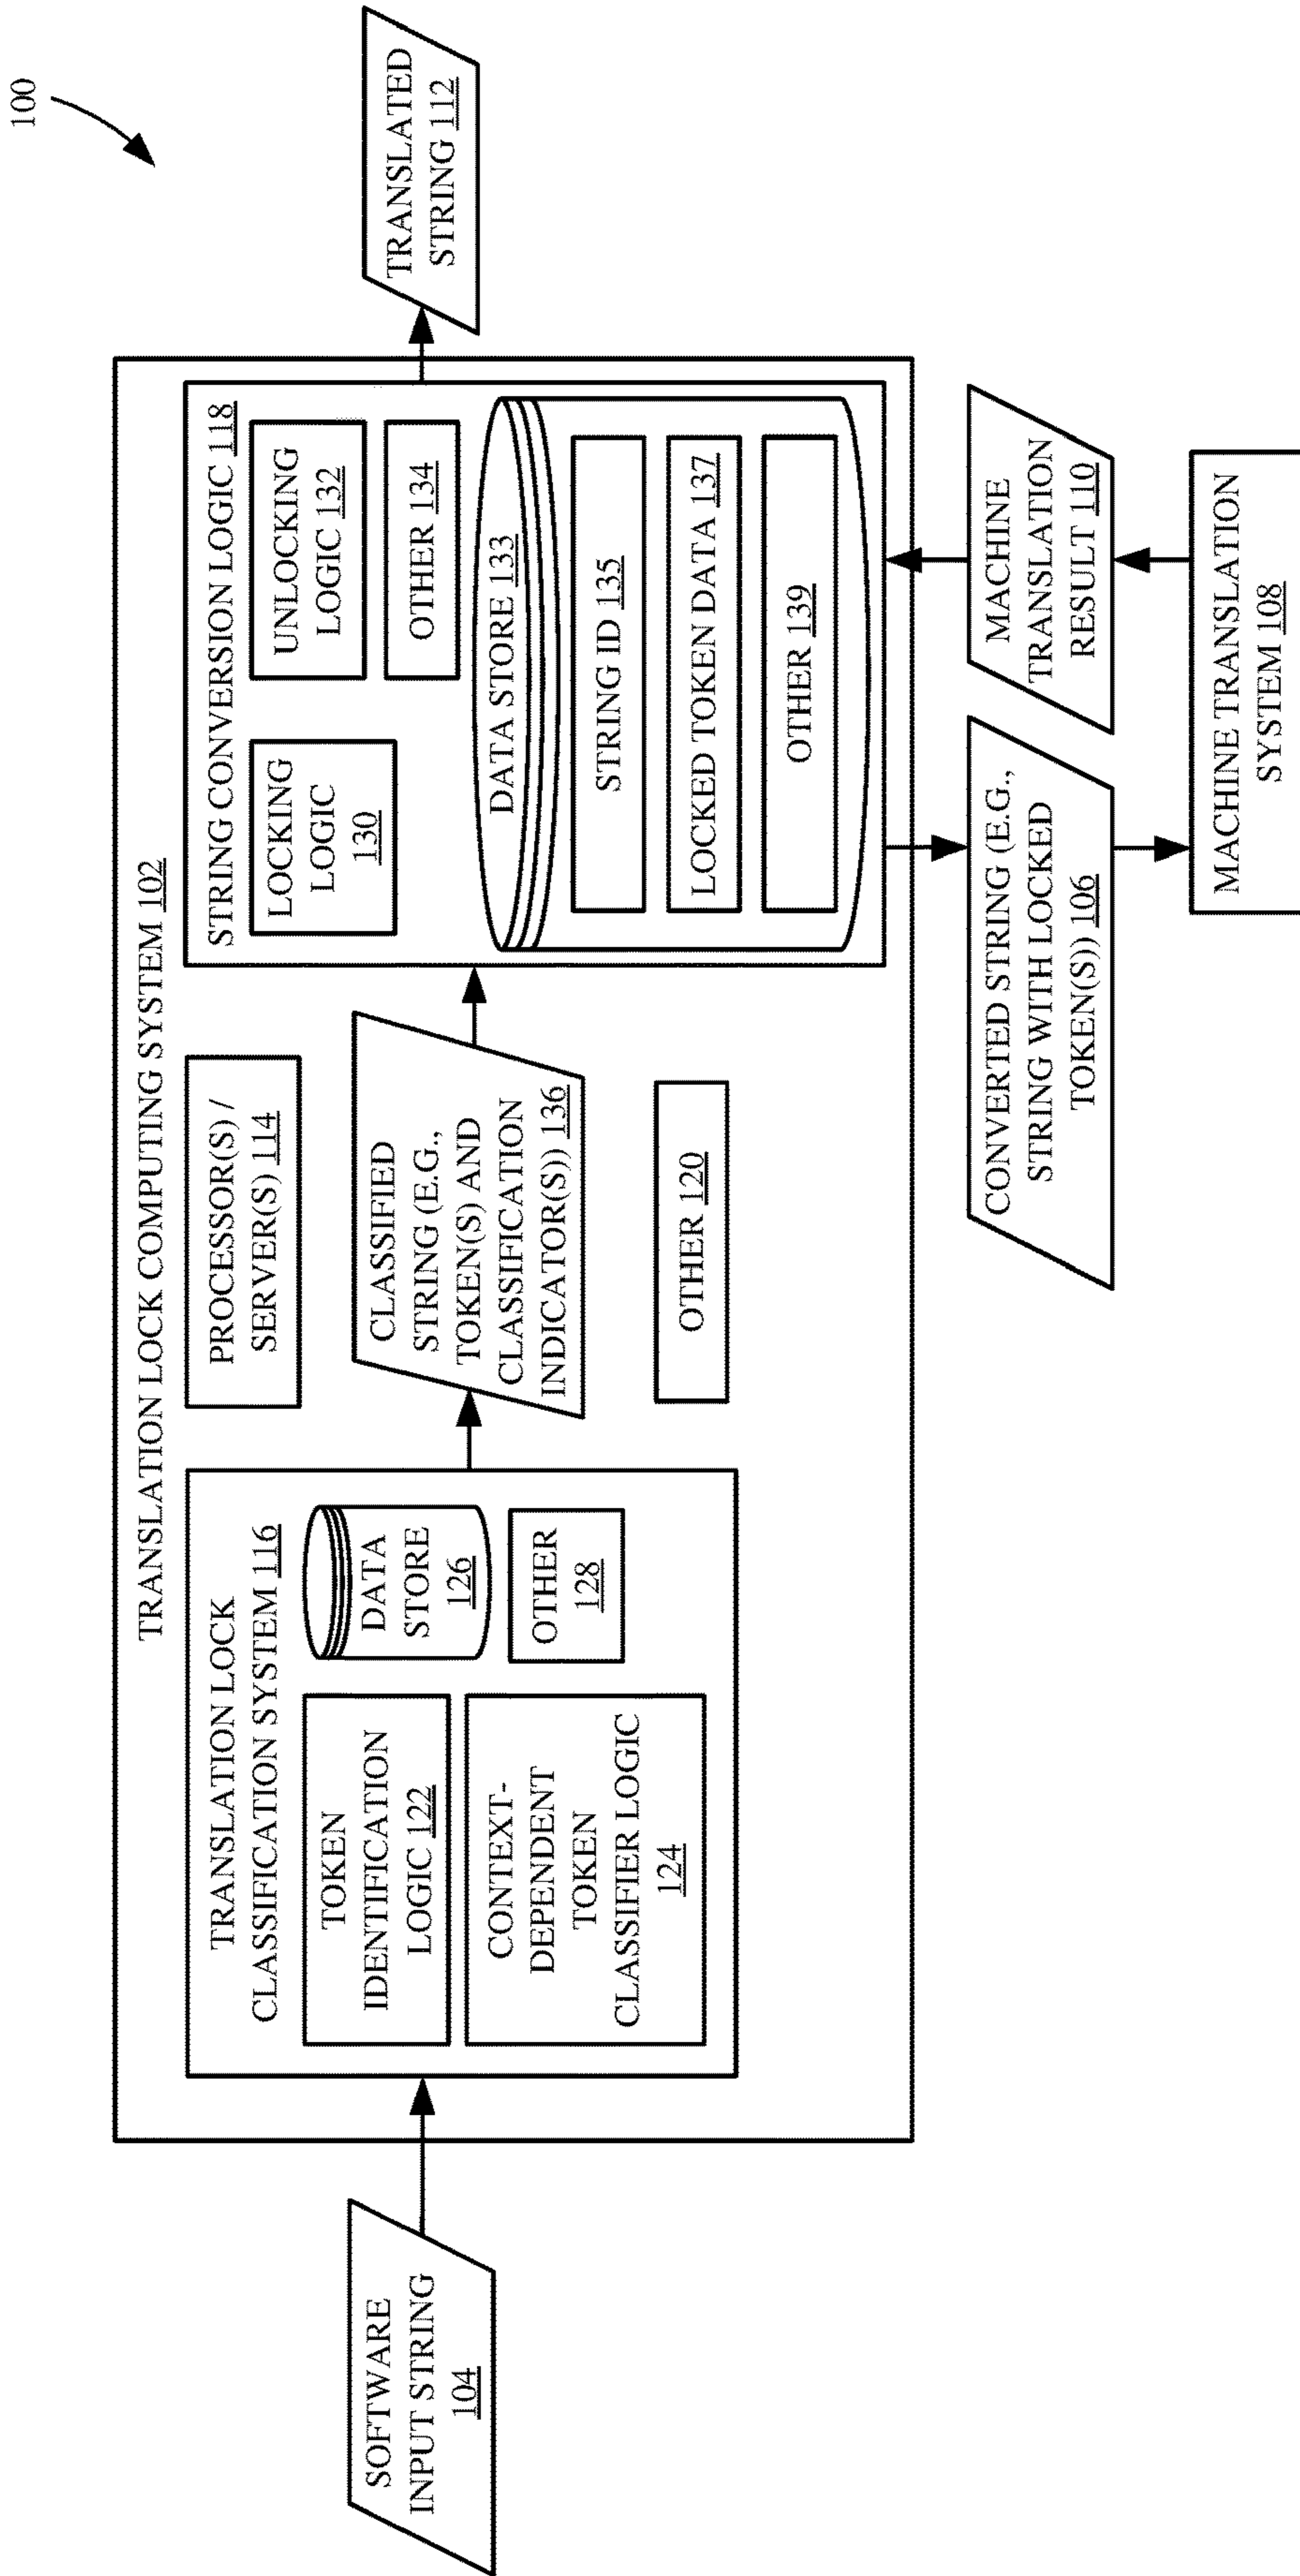 100
TRANSLATION LOCK COMPUTING SYSTEM 102
SOFTWARE
INPUT STRING
104
TRANSLATION LOCK
CLASSIFICATION SYSTEM 116
TOKEN
IDENTIFICATION
LOGIC 122
CONTEXT-
DEPENDENT
TOKEN
CLASSIFIER LOGIC
124
DATA
STORE
126
OTHER
128
PROCESSOR(S) /
SERVER(S) 114
CLASSIFIED
STRING (E.G.,
TOKEN(S) AND
CLASSIFICATION
INDICATOR(S)) 136
OTHER 120
STRING CONVERSION LOGIC 118
LOCKING
LOGIC
130
UNLOCKING
LOGIC 132
OTHER 134
DATA STORE 133
STRING ID 135
LOCKED TOKEN DATA 137
OTHER 139
TRANSLATED
STRING 112
CONVERTED STRING (E.G.,
STRING WITH LOCKED
TOKEN(S)) 106
MACHINE
TRANSLATION
RESULT 110
MACHINE TRANSLATION
SYSTEM 108